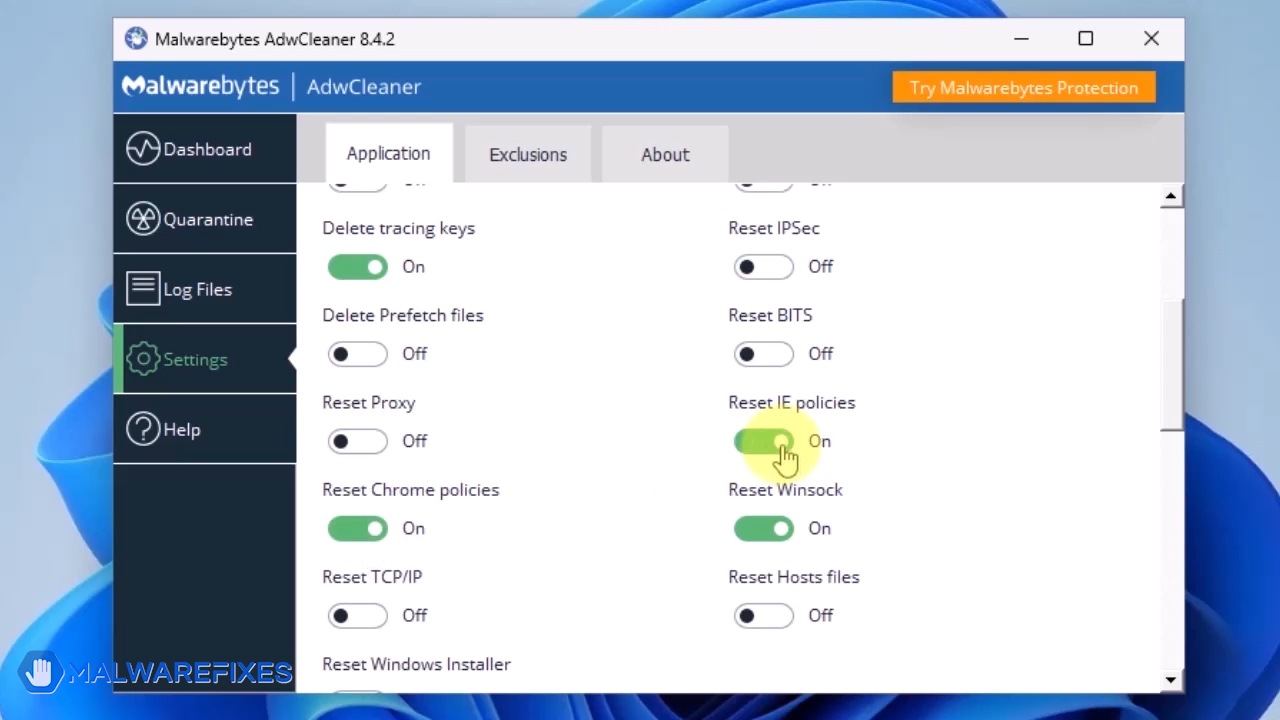 Malwarebytes AdwCleaner 8.4.2
Malwarebytes | AdwCleaner
Try Malwarebytes Protection
Dashboard
Quarantine
Log Files
Settings
Help
Application
Exclusions
About
Delete tracing keys
On
Reset IPSec
Off
Delete Prefetch files
Off
Reset BITS
Off
Reset Proxy
Off
Reset IE policies
On
Reset Chrome policies
On
Reset Winsock
On
Reset TCP/IP
Off
Reset Hosts files
Off
Reset Windows Installer
MALWAREFIXES